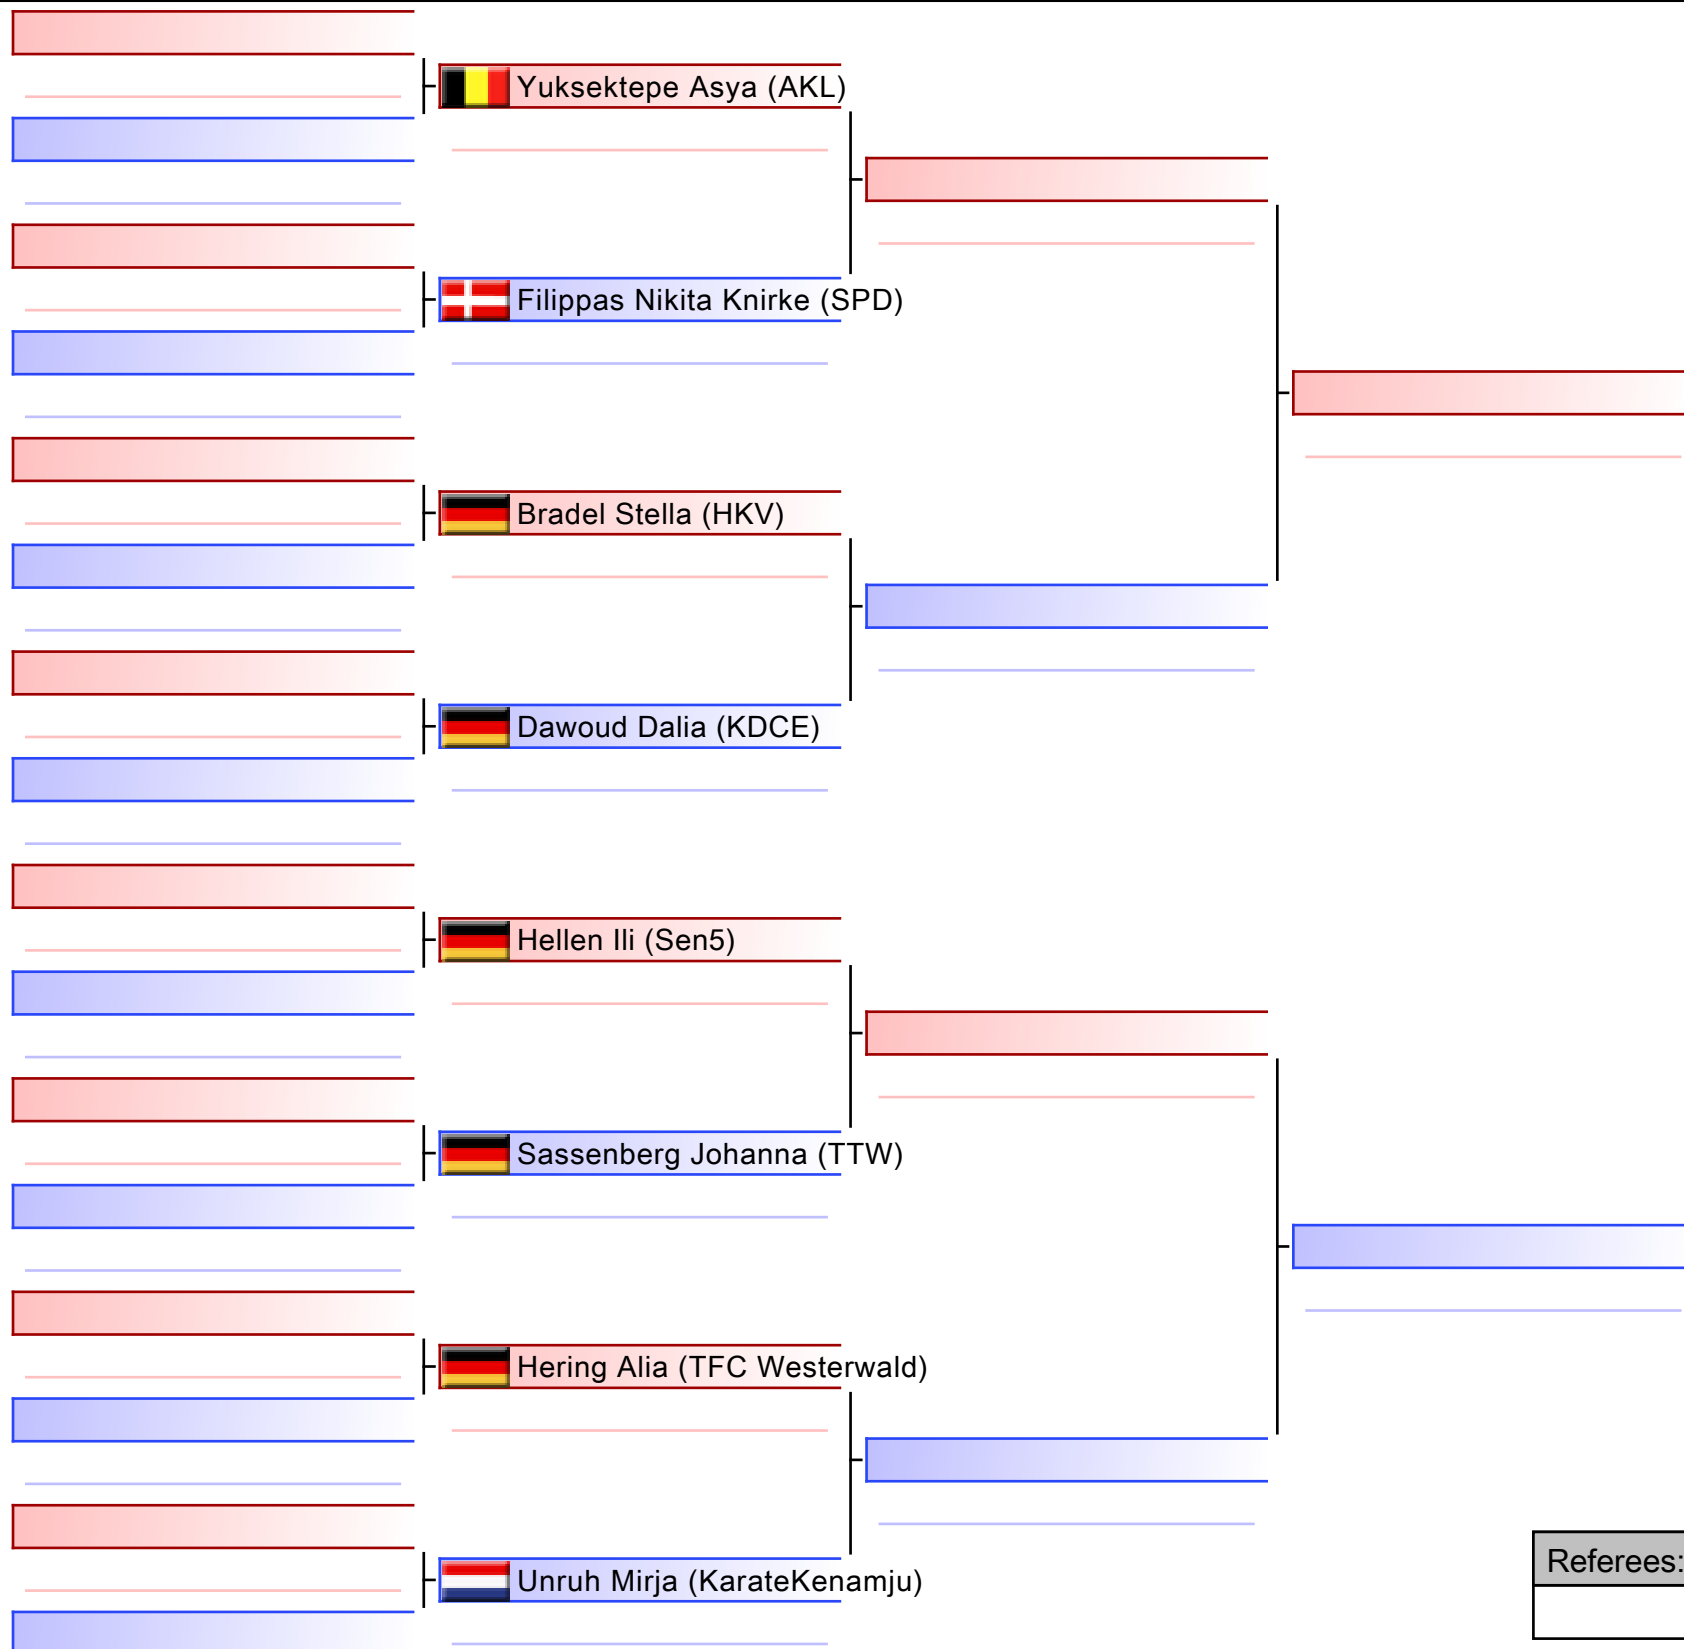 Yuksektepe Asya (AKL)
Filippas Nikita Knirke (SPD)
Bradel Stella (HKV)
Dawoud Dalia (KDCE)
Hellen Ili (Sen5)
Sassenberg Johanna (TTW)
Hering Alia (TFC Westerwald)
Unruh Mirja (KarateKenamju)
Referees: